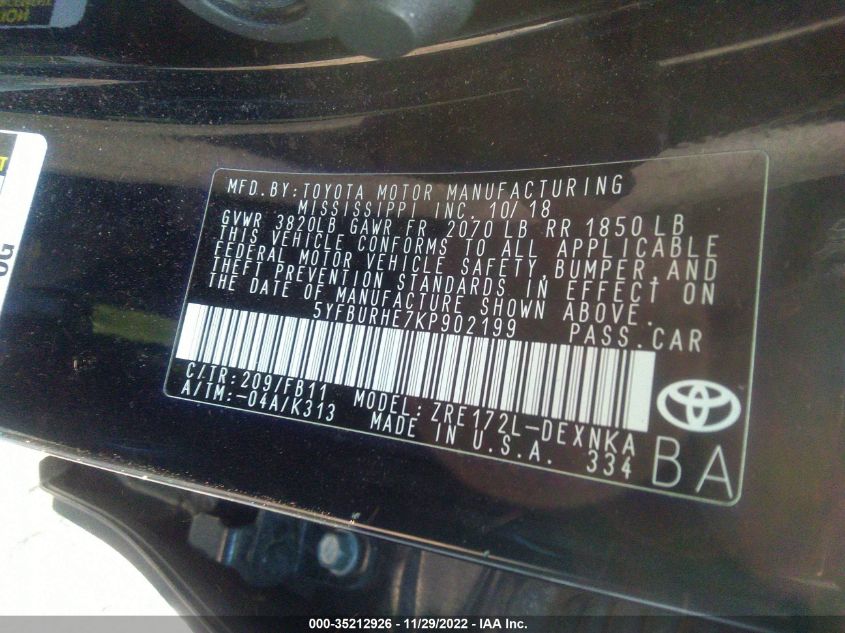 MFD. BY: TOYOTA MOTOR MANUFACTURING
MISSISSIPPI INC. 10/18
GVWR 3820LB GAWR FR 2070 LB RR 1850 LB
THIS VEHICLE CONFORMS TO ALL APPLICABLE
FEDERAL MOTOR VEHICLE SAFETY, BUMPER, AND
THEFT PREVENTION STANDARDS IN EFFECT ON
THE DATE OF MANUFACTURE SHOWN ABOVE.
5YFBURHE7KP902199 PASS.CAR
C/TR: 209/FB11
A/TM: -04A/K313
MODEL: ZRE172L-DEXNKA
MADE IN U.S.A. 334
BA
000-35212926 - 11/29/2022 - IAA Inc.